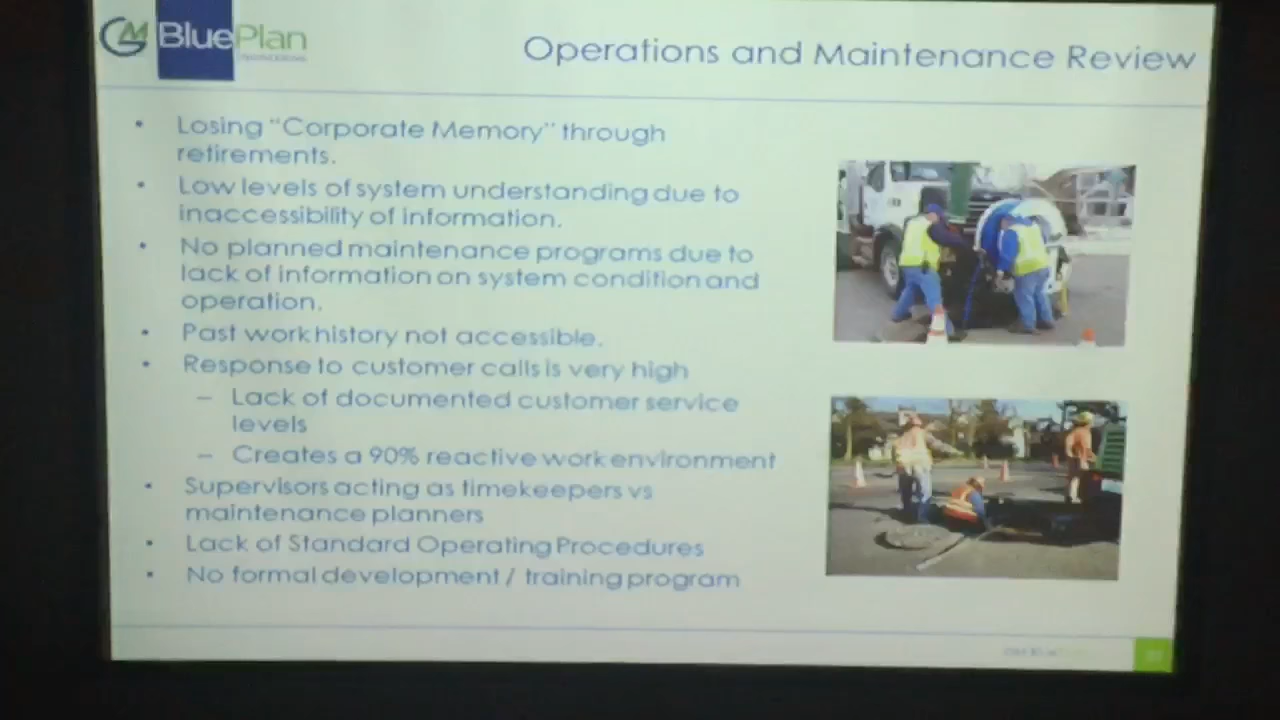 GM BluePlan
Operations and Maintenance Review
• Losing "Corporate Memory" through
retirements.
• Low levels of system understanding due to
inaccessibility of information.
• No planned maintenance programs due to
lack of information on system condition and
operation.
• Past work history not accessible.
• Response to customer calls is very high
– Lack of documented customer service
levels
– Creates a 90% reactive work environment
• Supervisors acting as timekeepers vs
maintenance planners
• Lack of Standard Operating Procedures
• No formal development / training program